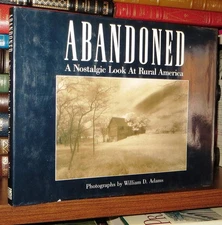 ABANDONED
A Nostalgic Look At Rural America
Photographs by William D. Adams